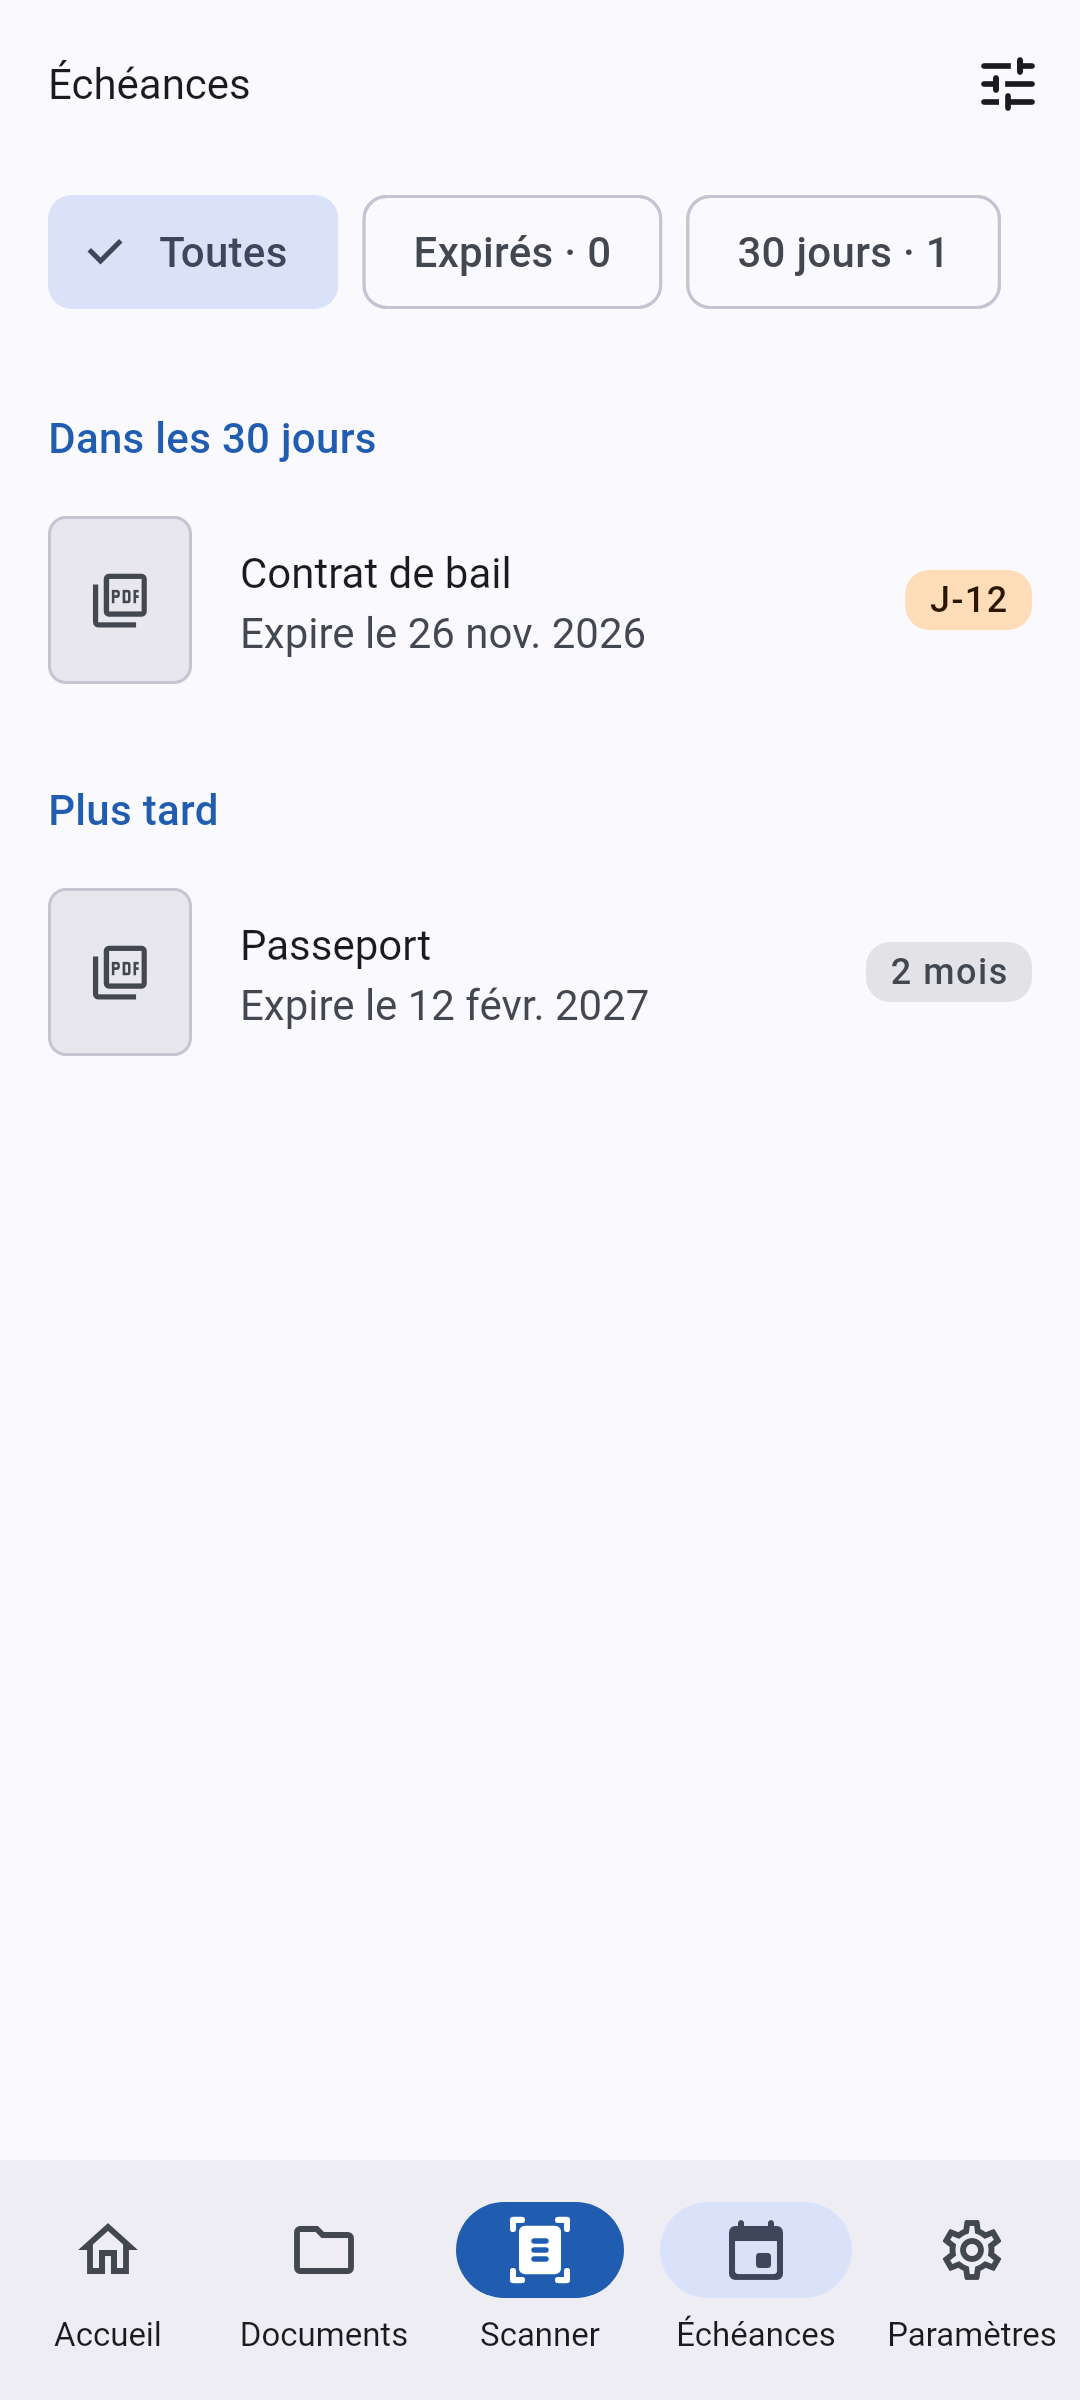 Échéances
Toutes
Expirés · 0
30 jours · 1
Dans les 30 jours
PDF
Contrat de bail
Expire le 26 nov. 2026
J-12
Plus tard
PDF
Passeport
Expire le 12 févr. 2027
2 mois
Accueil
Documents
Scanner
Échéances
Paramètres